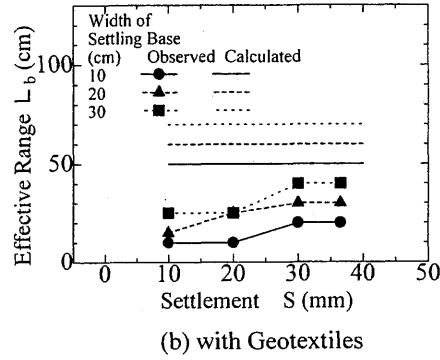 Width of
Settling Base
(cm) Observed Calculated
10
20
30
Effective Range L b (cm)
100
50
0
0 10 20 30 40 50
Settlement S (mm)
(b) with Geotextiles